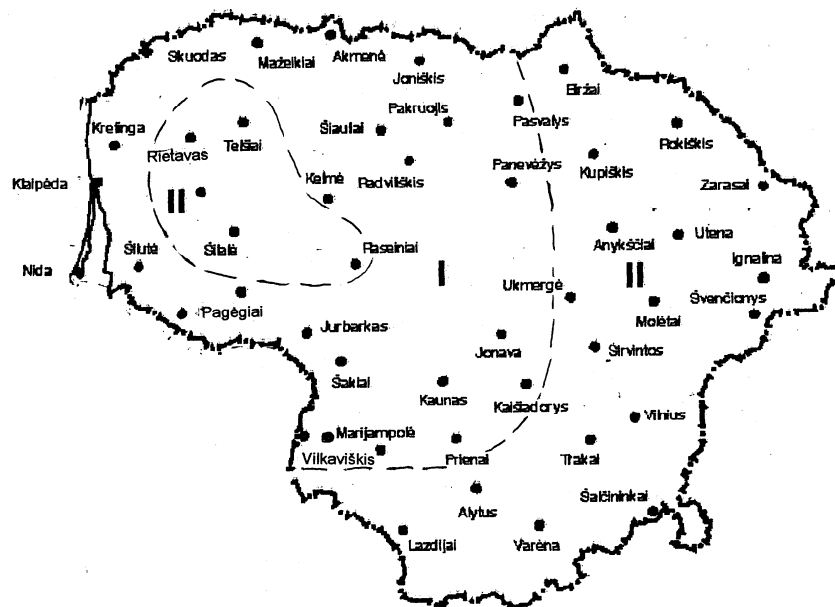 Skuodas
Mažeikiai
Akmenė
Joniškis
Biržai
Pakruojis
Pasvalys
Kretinga
Rietavas
Telšiai
Šiauliai
Rokiškis
Radviliškis
Panevėžys
Kupiškis
Klaipėda
Kelmė
Zarasai
II
Šilutė
Šilalė
Raseiniai
Anykščiai
Utena
Nida
I
II
Ignalina
Ukmergė
Pagėgiai
Molėtai
Švenčionys
Jurbarkas
Jonava
Širvintos
Šakiai
Kaunas
Kaišiadorys
Vilnius
Marijampolė
Vilkaviškis
Prienai
Trakai
Alytus
Šalčininkai
Lazdijai
Varėna